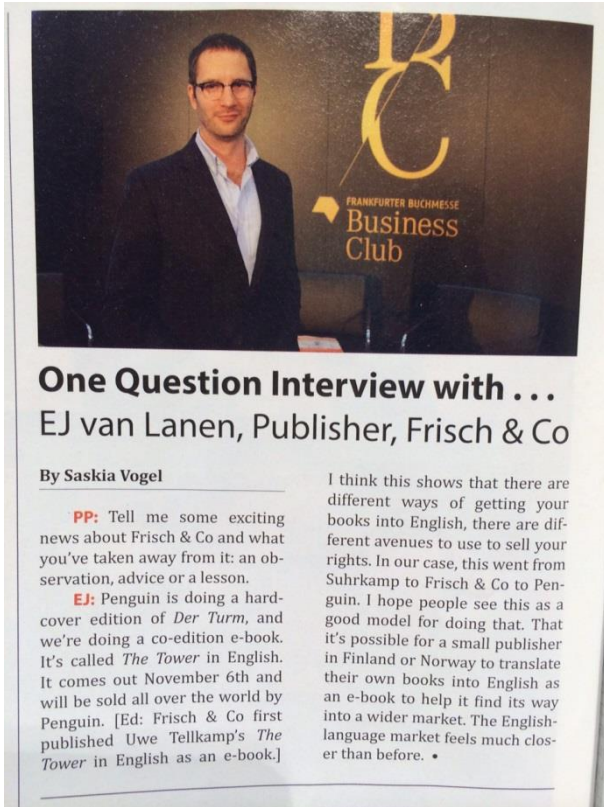 B
C
FRANKFURTER BUCHMESSE
Business
Club
One Question Interview with . . .
EJ van Lanen, Publisher, Frisch & Co
By Saskia Vogel
PP: Tell me some exciting
news about Frisch & Co and what
you've taken away from it: an ob-
servation, advice or a lesson.
EJ: Penguin is doing a hard-
cover edition of Der Turm, and
we're doing a co-edition e-book.
It's called The Tower in English.
It comes out November 6th and
will be sold all over the world by
Penguin. [Ed: Frisch & Co first
published Uwe Tellkamp's The
Tower in English as an e-book.]
I think this shows that there are
different ways of getting your
books into English, there are dif-
ferent avenues to use to sell your
rights. In our case, this went from
Suhrkamp to Frisch & Co to Pen-
guin. I hope people see this as a
good model for doing that. That
it's possible for a small publisher
in Finland or Norway to translate
their own books into English as
an e-book to help it find its way
into a wider market. The English-
language market feels much clos-
er than before. •